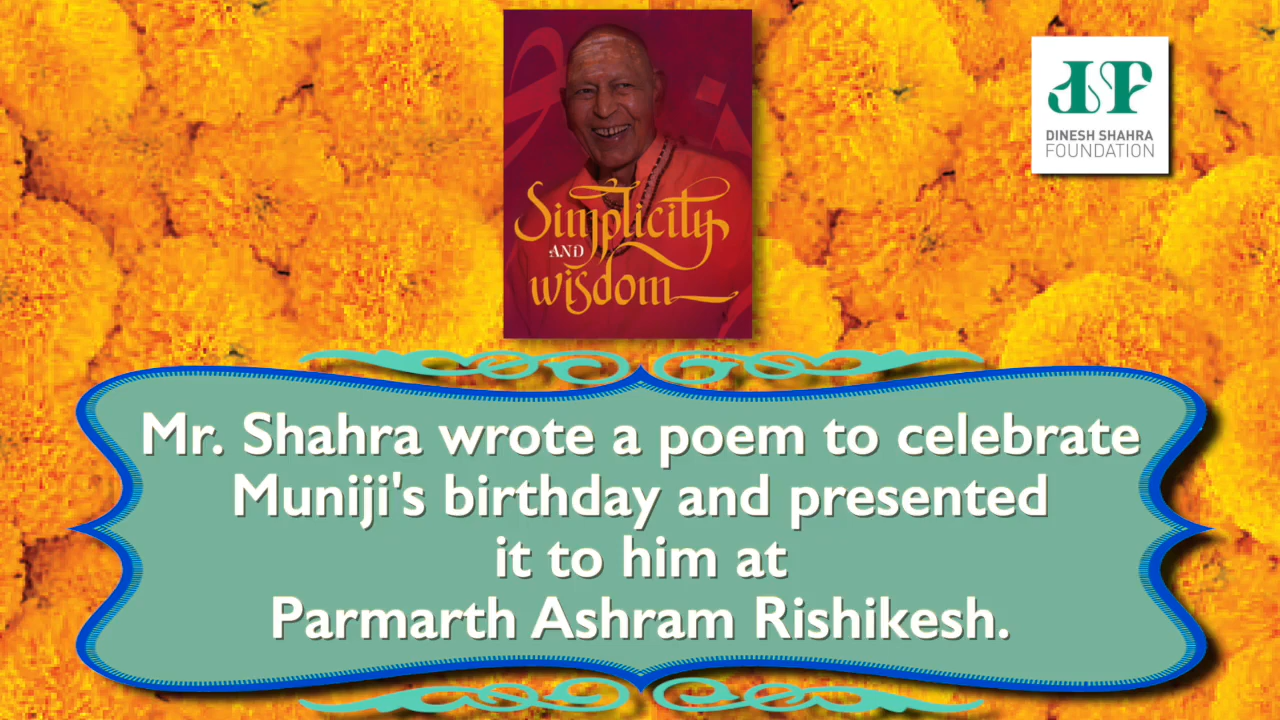 Simplicity
AND
wisdom
DINESH SHAHRA
FOUNDATION
Mr. Shahra wrote a poem to celebrate
Muniji's birthday and presented
it to him at
Parmarth Ashram Rishikesh.